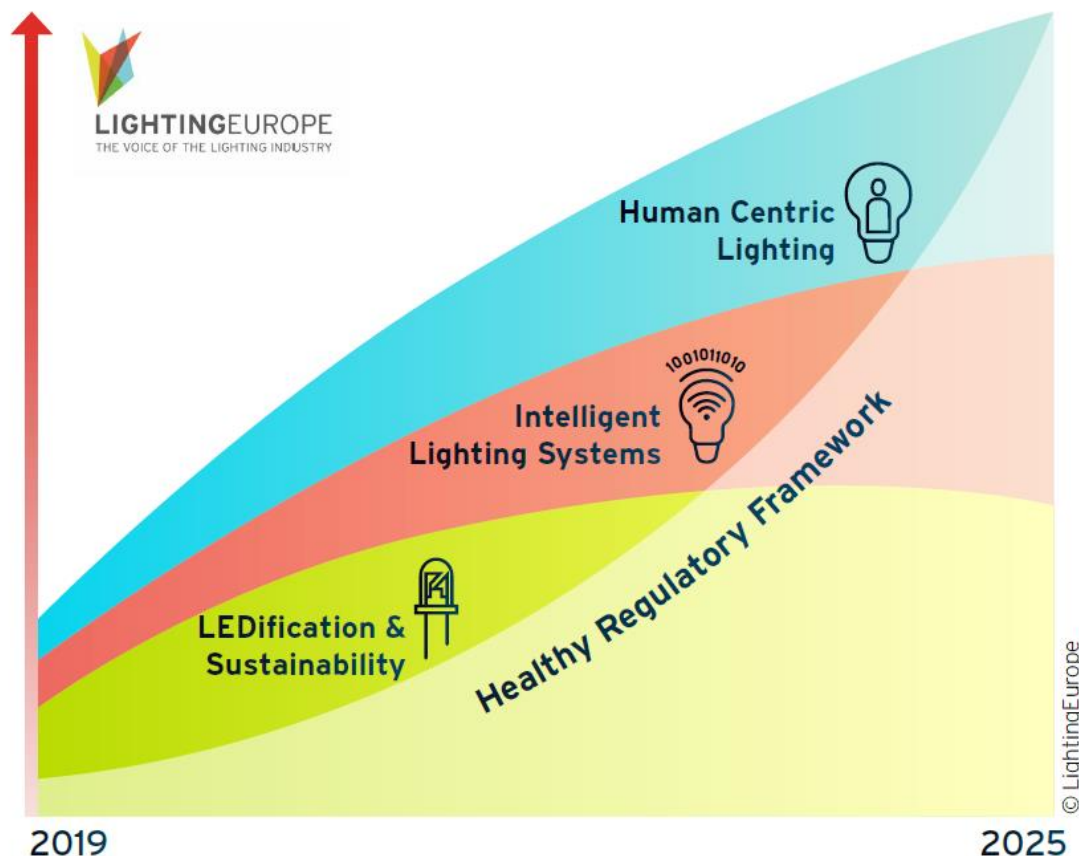 LIGHTINGEUROPE
THE VOICE OF THE LIGHTING INDUSTRY
Human Centric
Lighting
1001011010
Intelligent
Lighting Systems
LEDification &
Sustainability
Healthy Regulatory Framework
© LightingEurope
2019
2025